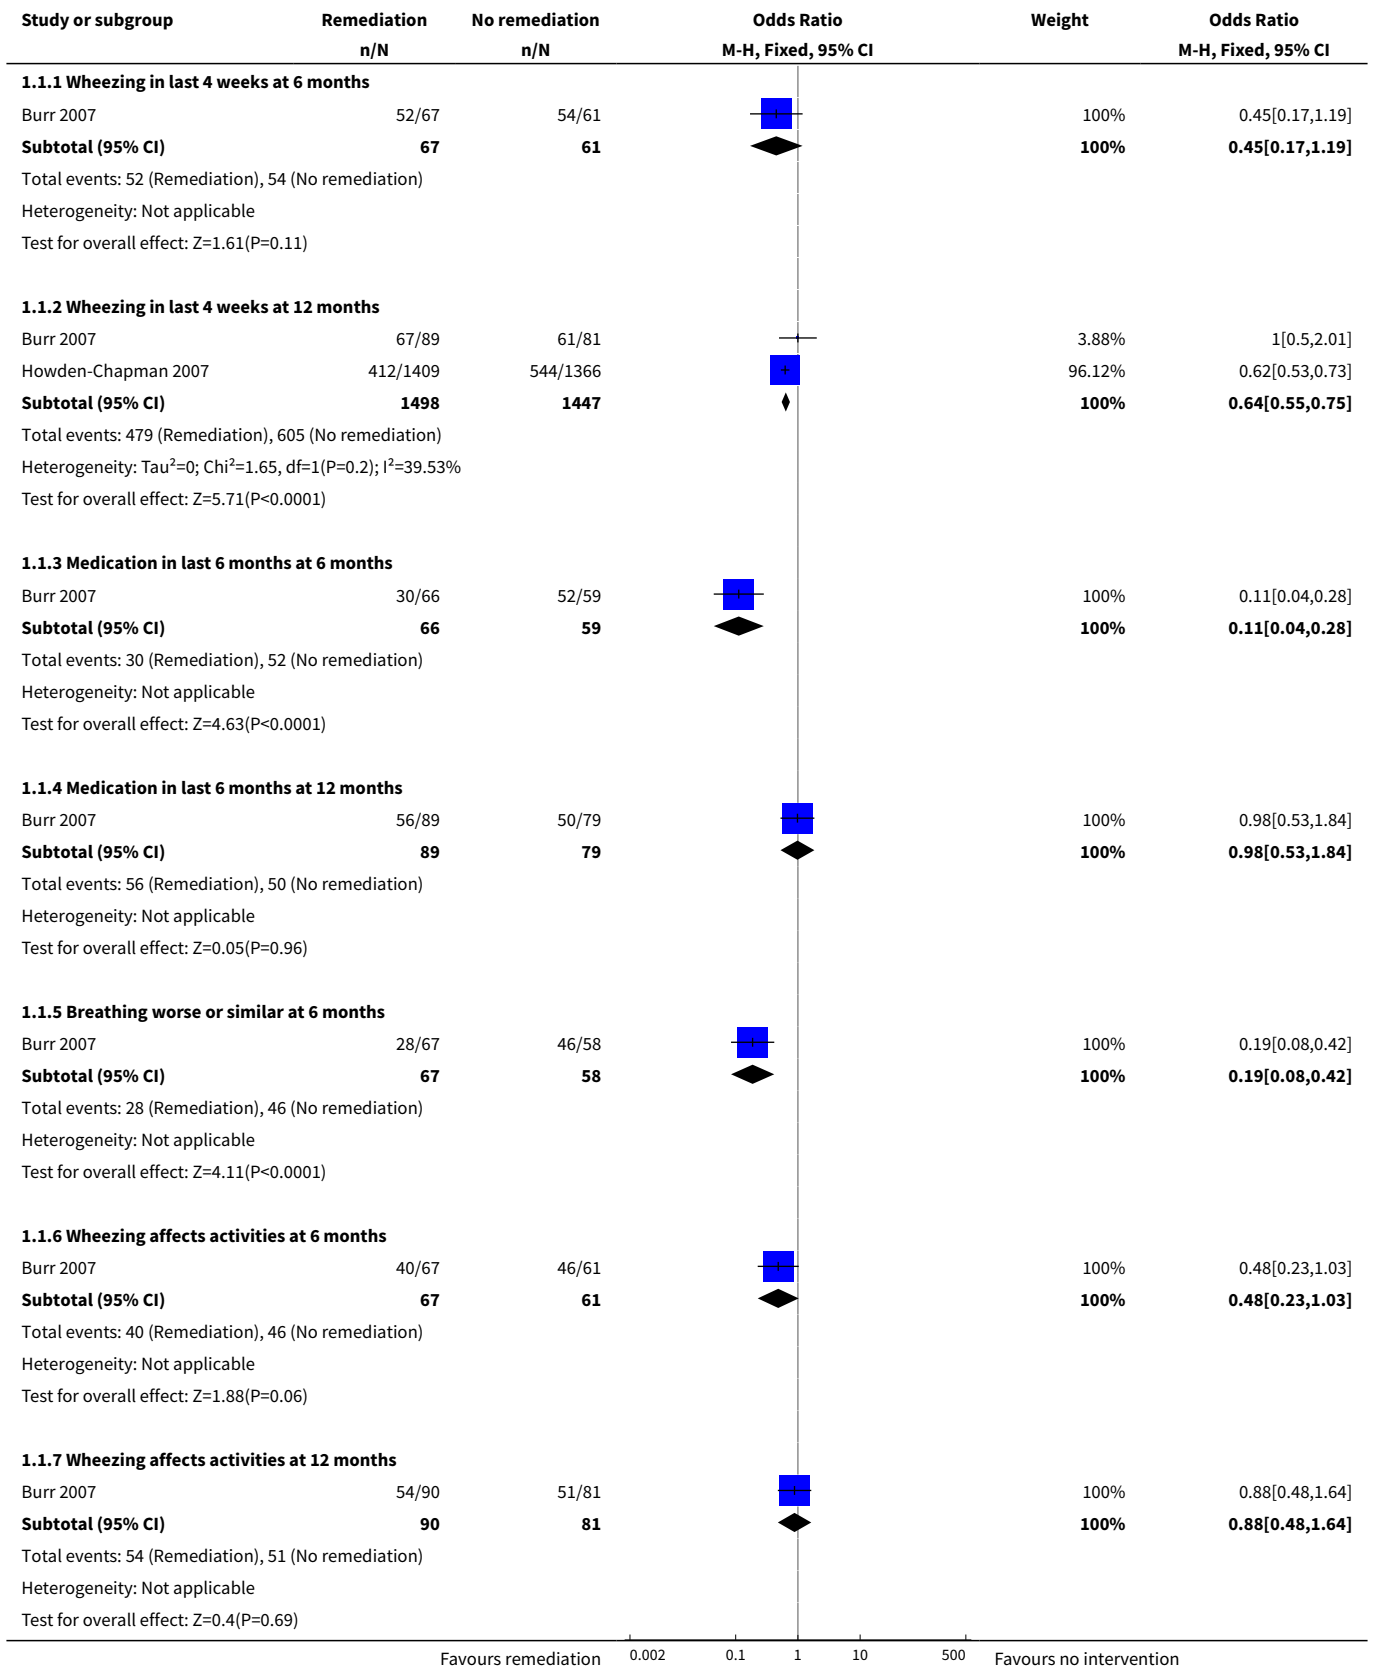 Study or subgroup Remediation No remediation Odds Ratio Weight Odds Ratio
n/N n/N M-H, Fixed, 95% CI M-H, Fixed, 95% CI
1.1.1 Wheezing in last 4 weeks at 6 months
Burr 2007 52/67 54/61 100% 0.45[0.17,1.19]
Subtotal (95% CI) 67 61 100% 0.45[0.17,1.19]
Total events: 52 (Remediation), 54 (No remediation)
Heterogeneity: Not applicable
Test for overall effect: Z=1.61(P=0.11)
1.1.2 Wheezing in last 4 weeks at 12 months
Burr 2007 67/89 61/81 3.88% 1[0.5,2.01]
Howden-Chapman 2007 412/1409 544/1366 96.12% 0.62[0.53,0.73]
Subtotal (95% CI) 1498 1447 100% 0.64[0.55,0.75]
Total events: 479 (Remediation), 605 (No remediation)
Heterogeneity: Tau²=0; Chi²=1.65, df=1(P=0.2); I²=39.53%
Test for overall effect: Z=5.71(P<0.0001)
1.1.3 Medication in last 6 months at 6 months
Burr 2007 30/66 52/59 100% 0.11[0.04,0.28]
Subtotal (95% CI) 66 59 100% 0.11[0.04,0.28]
Total events: 30 (Remediation), 52 (No remediation)
Heterogeneity: Not applicable
Test for overall effect: Z=4.63(P<0.0001)
1.1.4 Medication in last 6 months at 12 months
Burr 2007 56/89 50/79 100% 0.98[0.53,1.84]
Subtotal (95% CI) 89 79 100% 0.98[0.53,1.84]
Total events: 56 (Remediation), 50 (No remediation)
Heterogeneity: Not applicable
Test for overall effect: Z=0.05(P=0.96)
1.1.5 Breathing worse or similar at 6 months
Burr 2007 28/67 46/58 100% 0.19[0.08,0.42]
Subtotal (95% CI) 67 58 100% 0.19[0.08,0.42]
Total events: 28 (Remediation), 46 (No remediation)
Heterogeneity: Not applicable
Test for overall effect: Z=4.11(P<0.0001)
1.1.6 Wheezing affects activities at 6 months
Burr 2007 40/67 46/61 100% 0.48[0.23,1.03]
Subtotal (95% CI) 67 61 100% 0.48[0.23,1.03]
Total events: 40 (Remediation), 46 (No remediation)
Heterogeneity: Not applicable
Test for overall effect: Z=1.88(P=0.06)
1.1.7 Wheezing affects activities at 12 months
Burr 2007 54/90 51/81 100% 0.88[0.48,1.64]
Subtotal (95% CI) 90 81 100% 0.88[0.48,1.64]
Total events: 54 (Remediation), 51 (No remediation)
Heterogeneity: Not applicable
Test for overall effect: Z=0.4(P=0.69)
Favours remediation 0.002 0.1 1 10 500 Favours no intervention